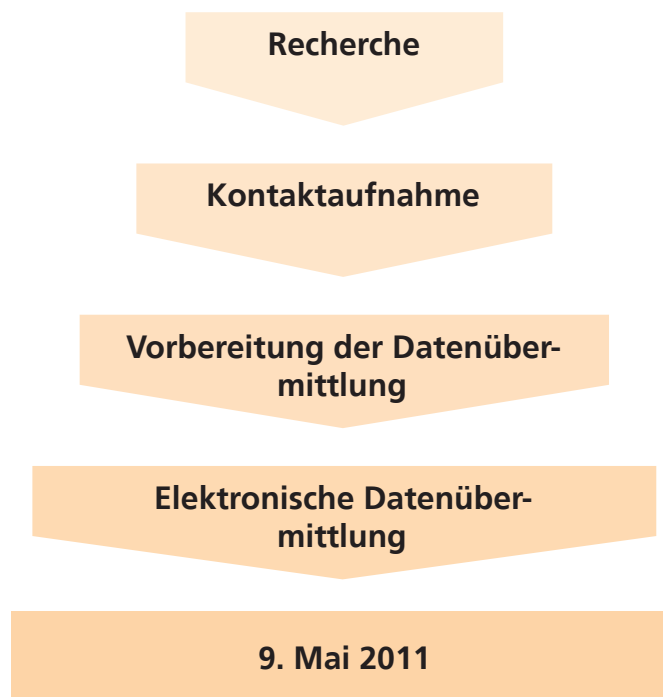 Recherche
Kontaktaufnahme
Vorbereitung der Datenüber-
mittlung
Elektronische Datenüber-
mittlung
9. Mai 2011